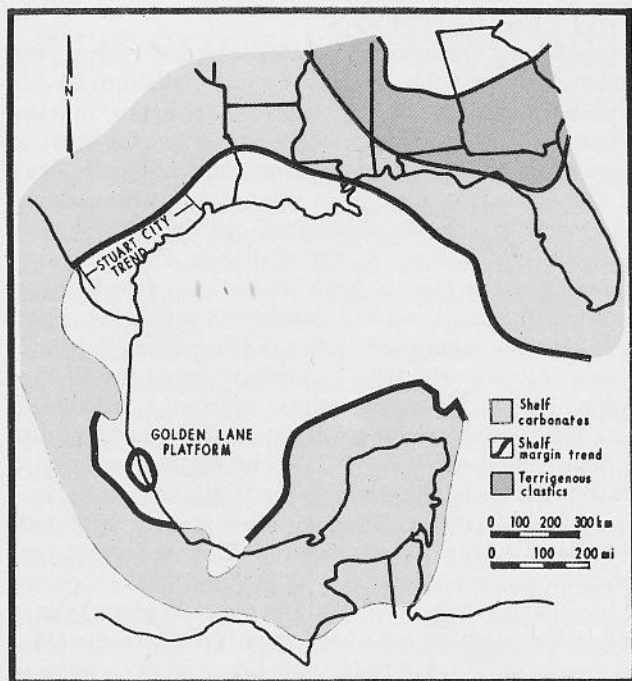 N
STUART CITY
TREND
GOLDEN LANE
PLATFORM
Shelf
carbonates
Shelf
margin trend
Terrigenous
clastics
0 100 200 300 km
0 100 200 mi